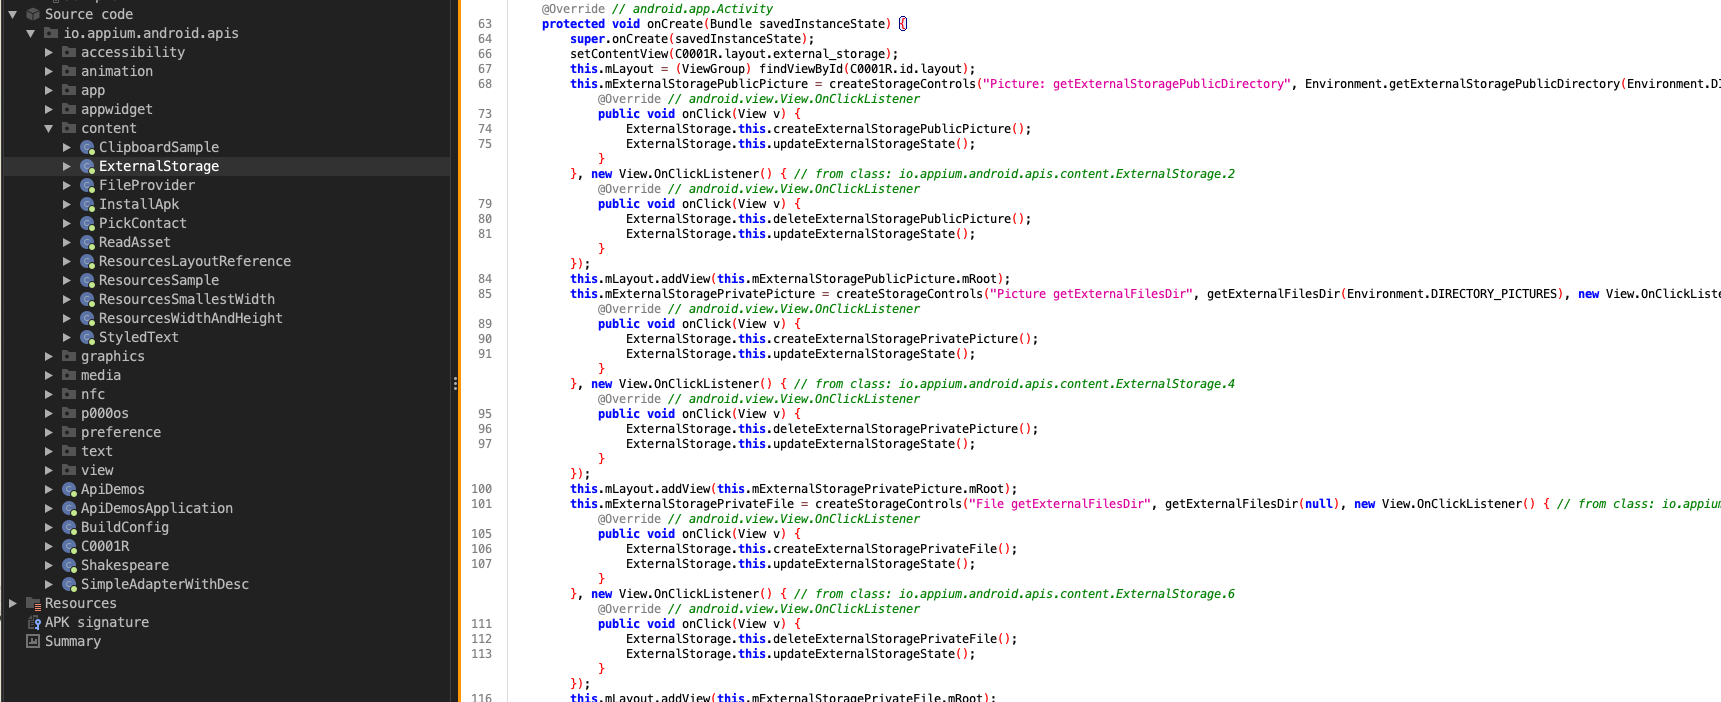 Source code
io.appium.android.apis
accessibility
animation
app
appwidget
content
ClipboardSample
ExternalStorage
FileProvider
InstallApk
PickContact
ReadAsset
ResourcesLayoutReference
ResourcesSample
ResourcesSmallestWidth
ResourcesWidthAndHeight
StyledText
graphics
media
nfc
p000os
preference
text
view
ApiDemos
ApiDemosApplication
BuildConfig
C0001R
Shakespeare
SimpleAdapterWithDesc
Resources
APK signature
Summary
@Override // android.app.Activity
63 protected void onCreate(Bundle savedInstanceState) {
64 super.onCreate(savedInstanceState);
66 setContentView(C0001R.layout.external_storage);
67 this.mLayout = (ViewGroup) findViewById(C0001R.id.layout);
68 this.mExternalStoragePublicPicture = createStorageControls("Picture: getExternalStoragePublicDirectory", Environment.getExternalStoragePublicDirectory(Environment.DI
@Override // android.view.View.OnClickListener
73 public void onClick(View v) {
74 ExternalStorage.this.createExternalStoragePublicPicture();
75 ExternalStorage.this.updateExternalStorageState();
}
}, new View.OnClickListener() { // from class: io.appium.android.apis.content.ExternalStorage.2
@Override // android.view.View.OnClickListener
79 public void onClick(View v) {
80 ExternalStorage.this.deleteExternalStoragePublicPicture();
81 ExternalStorage.this.updateExternalStorageState();
}
});
84 this.mLayout.addView(this.mExternalStoragePublicPicture.mRoot);
85 this.mExternalStoragePrivatePicture = createStorageControls("Picture getExternalFilesDir", getExternalFilesDir(Environment.DIRECTORY_PICTURES), new View.OnClickListe
@Override // android.view.View.OnClickListener
89 public void onClick(View v) {
90 ExternalStorage.this.createExternalStoragePrivatePicture();
91 ExternalStorage.this.updateExternalStorageState();
}
}, new View.OnClickListener() { // from class: io.appium.android.apis.content.ExternalStorage.4
@Override // android.view.View.OnClickListener
95 public void onClick(View v) {
96 ExternalStorage.this.deleteExternalStoragePrivatePicture();
97 ExternalStorage.this.updateExternalStorageState();
}
});
100 this.mLayout.addView(this.mExternalStoragePrivatePicture.mRoot);
101 this.mExternalStoragePrivateFile = createStorageControls("File getExternalFilesDir", getExternalFilesDir(null), new View.OnClickListener() { // from class: io.appium
@Override // android.view.View.OnClickListener
105 public void onClick(View v) {
106 ExternalStorage.this.createExternalStoragePrivateFile();
107 ExternalStorage.this.updateExternalStorageState();
}
}, new View.OnClickListener() { // from class: io.appium.android.apis.content.ExternalStorage.6
@Override // android.view.View.OnClickListener
111 public void onClick(View v) {
112 ExternalStorage.this.deleteExternalStoragePrivateFile();
113 ExternalStorage.this.updateExternalStorageState();
}
});
116 this.mLayout.addView(this.mExternalStoragePrivateFile.mRoot);